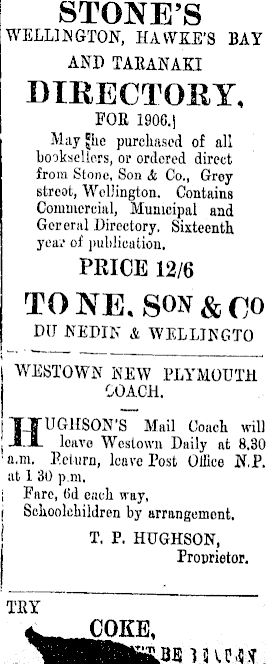 STONE'S
WELLINGTON, HAWKE'S BAY
AND TARANAKI
DIRECTORY,
FOR 1906.
May be purchased of all
booksellers, or ordered direct
from Stone, Son & Co., Grey
street, Wellington. Contains
Commercial, Municipal and
General Directory. Sixteenth
year of publication.
PRICE 12/6
TONE. SON & CO
DUNEDIN & WELLINGTO
WESTOWN NEW PLYMOUTH
COACH.
HUGHSON'S Mail Coach will
leave Westown Daily at 8.30
a.m. Return, leave Post Office N.P.
at 1 30 p.m.
Fare, 6d each way,
Schoolchildren by arrangement.
T. P. HUGHSON,
Proprietor.
TRY
COKE,
BE